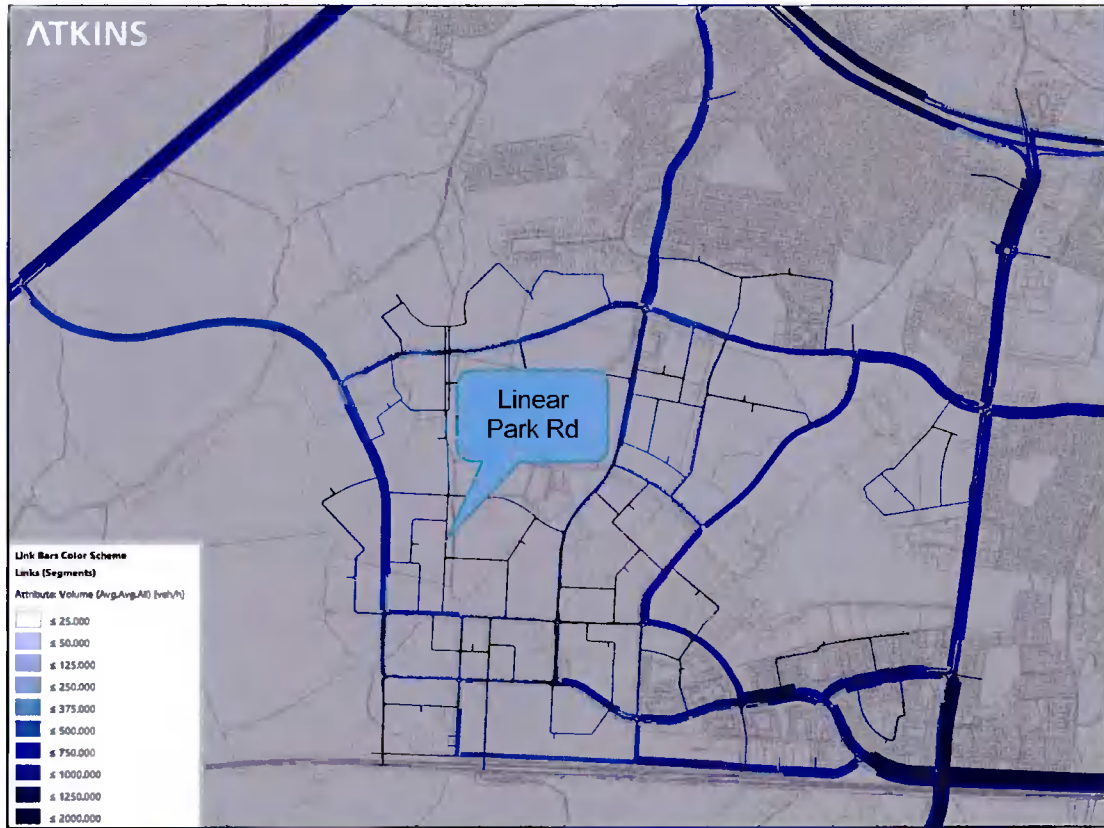 ATKINS
Linear
Park Rd
Link Bars Color Scheme
Links (Segments)
Attribute: Volume (Avg,Avg,All) [veh/h]
≤ 25.000
≤ 50.000
≤ 125.000
≤ 250.000
≤ 375.000
≤ 500.000
≤ 750.000
≤ 1000.000
≤ 1250.000
≤ 2000.000